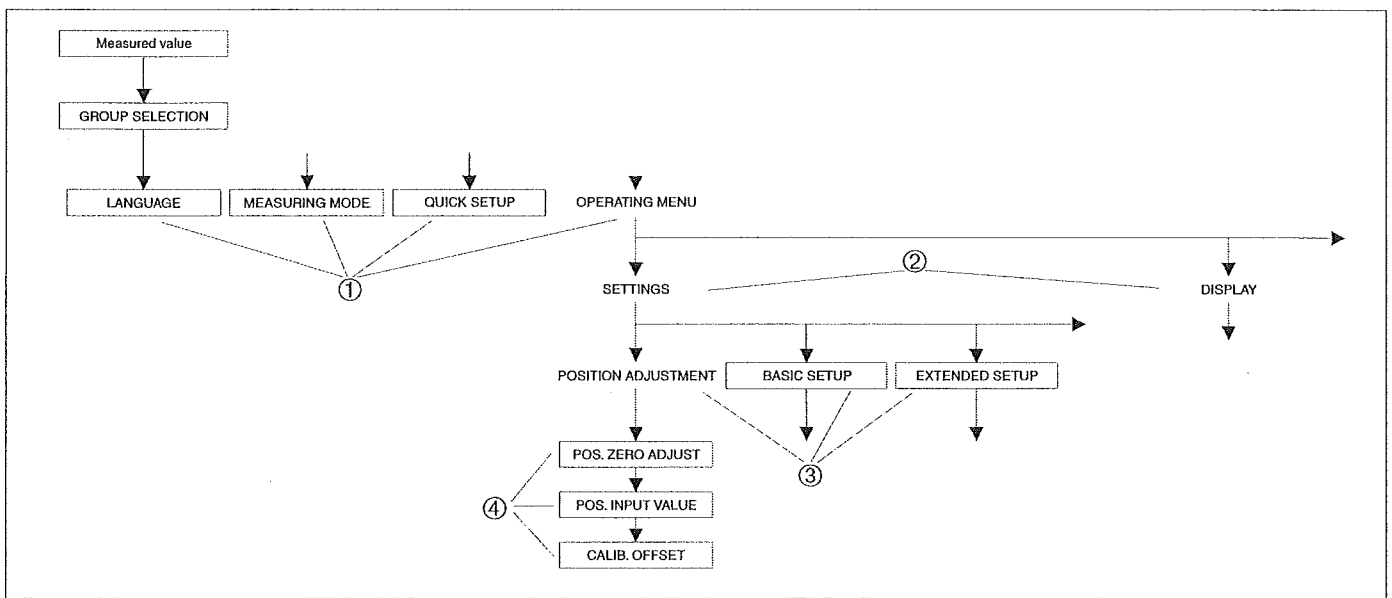 Measured value
GROUP SELECTION
LANGUAGE
MEASURING MODE
QUICK SETUP
OPERATING MENU
①
②
SETTINGS
DISPLAY
POSITION ADJUSTMENT
BASIC SETUP
EXTENDED SETUP
POS. ZERO ADJUST
③
④
POS. INPUT VALUE
CALIB. OFFSET